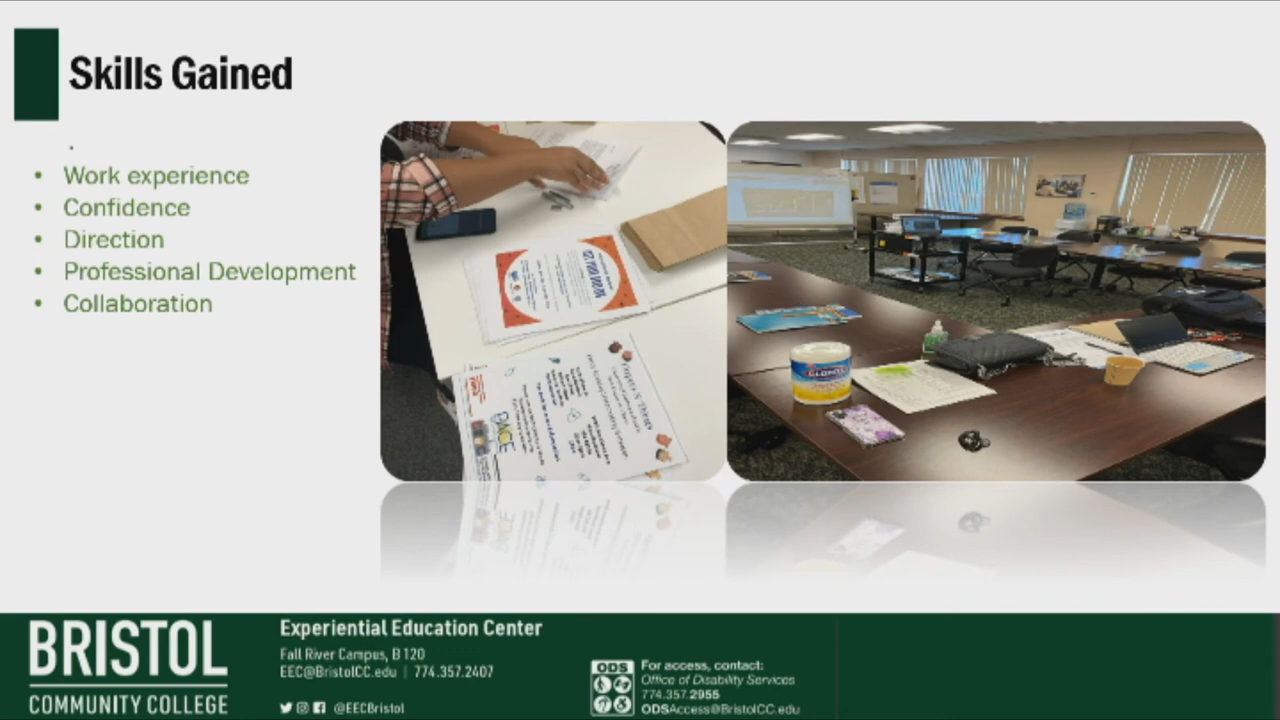 Skills Gained
• Work experience
• Confidence
• Direction
• Professional Development
• Collaboration
BRISTOL
COMMUNITY COLLEGE
Experiential Education Center
Fall River Campus, B 120
EEC@BristolCC.edu | 774.357.2407
@EECBristol
ODS
For access, contact:
Office of Disability Services
774.357.2955
ODSAccess@BristolCC.edu